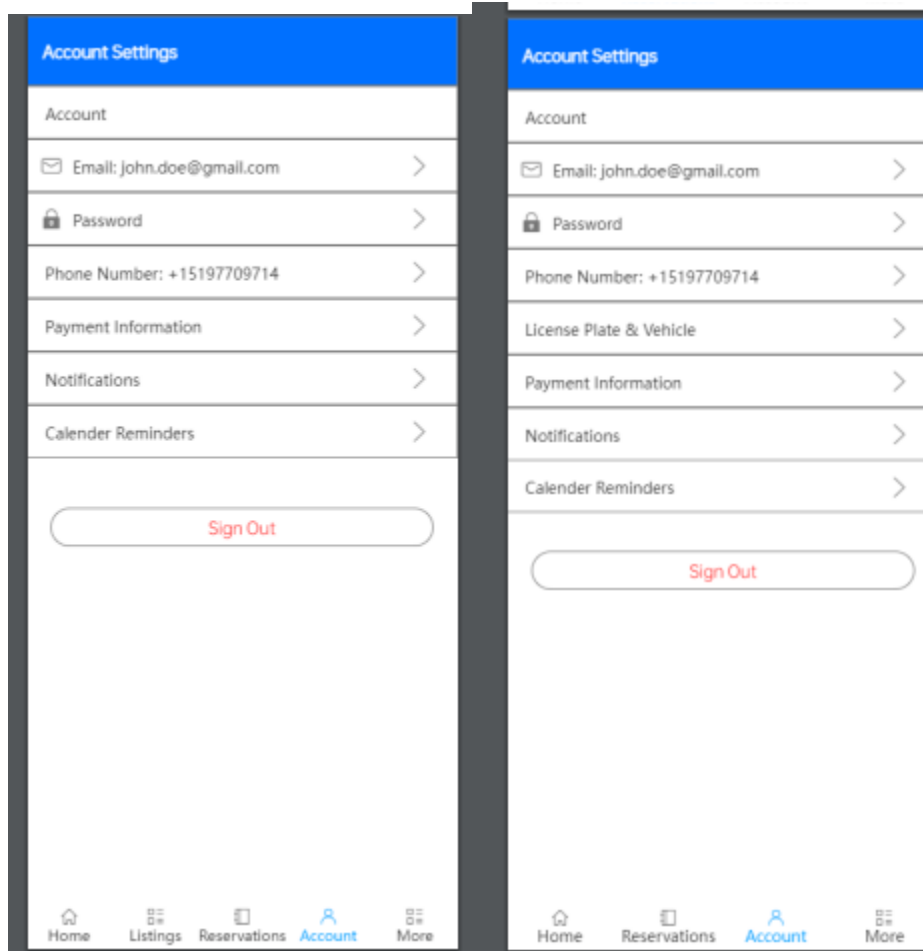 Account Settings
Account
Email: john.doe@gmail.com
Password
Phone Number: +15197709714
Payment Information
Notifications
Calender Reminders
Sign Out
Home Listings Reservations Account More
Account Settings
Account
Email: john.doe@gmail.com
Password
Phone Number: +15197709714
License Plate & Vehicle
Payment Information
Notifications
Calender Reminders
Sign Out
Home Reservations Account More